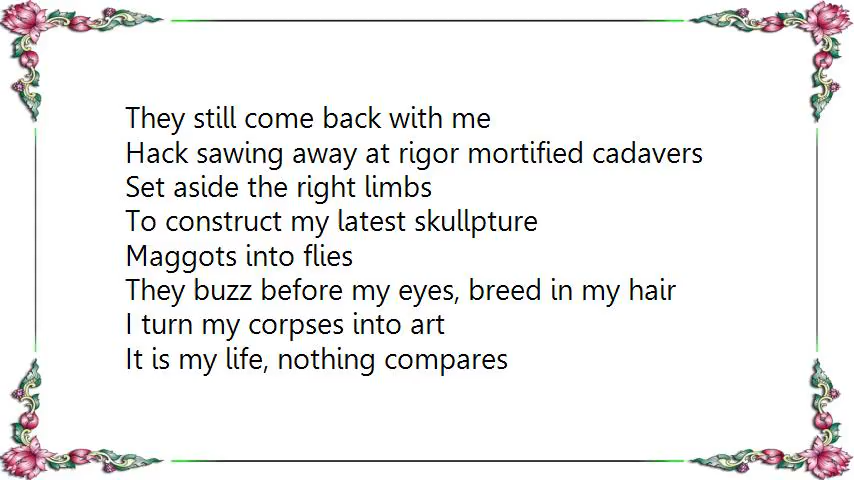 They still come back with me
Hack sawing away at rigor mortified cadavers
Set aside the right limbs
To construct my latest skullpture
Maggots into flies
They buzz before my eyes, breed in my hair
I turn my corpses into art
It is my life, nothing compares